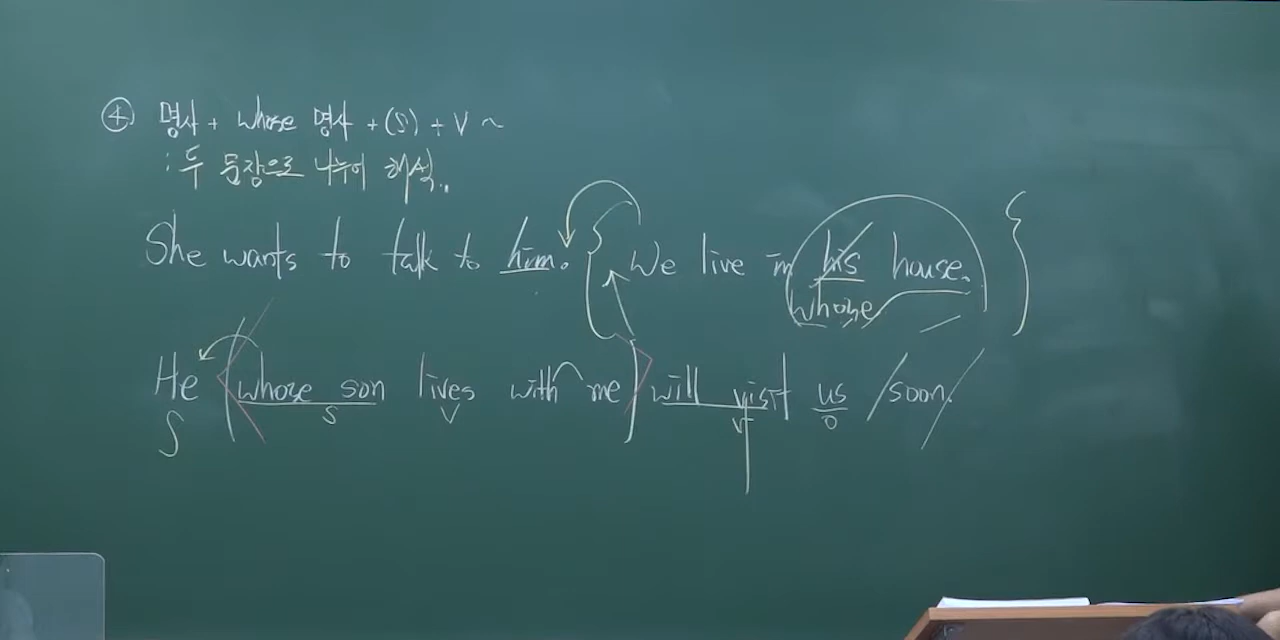 ④ 명사 + whose 명사 + (S) + V ~
: 두 문장으로 나누어 해석..
She wants to talk to him. { We live in his house. }
whose
He (whose son lives with me) will visit us / soon /
S S V V O